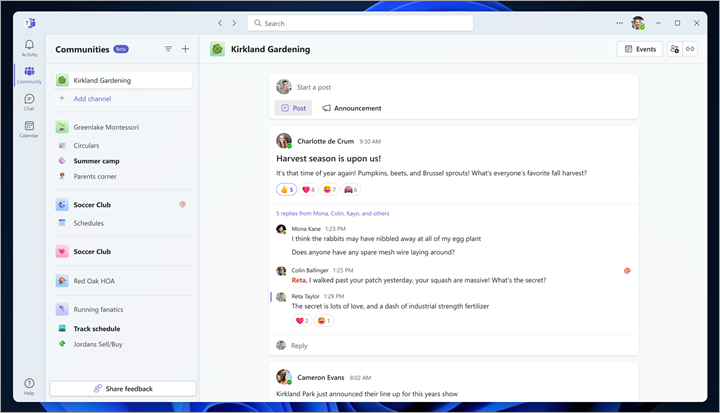 Search
Activity
Community
Chat
Calendar
Help
Communities Beta
Kirkland Gardening
Add channel
Greenlake Montessori
Circulars
Summer camp
Parents corner
Soccer Club
Schedules
Soccer Club
Red Oak HOA
Running fanatics
Track schedule
Jordans Sell/Buy
Share feedback
Kirkland Gardening
Events
Start a post
Post Announcement
Charlotte de Crum 9:30 AM
Harvest season is upon us!
It's that time of year again! Pumpkins, beets, and Brussel sprouts! What's everyone's favorite fall harvest?
5 8 7 6
5 replies from Mona, Colin, Kayo, and others
Mona Kane 1:23 PM
I think the rabbits may have nibbled away at all of my egg plant
Does anyone have any spare mesh wire laying around?
Colin Ballinger 1:25 PM
Reta, I walked past your patch yesterday, your squash are massive! What's the secret?
Reta Taylor 1:29 PM
The secret is lots of love, and a dash of industrial strength fertilizer
2 1
Reply
Cameron Evans 8:02 AM
Kirkland Park just announced their line up for this years show